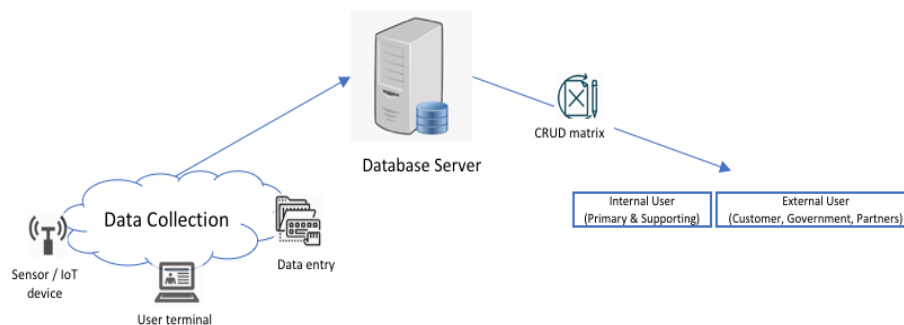 Database Server
CRUD matrix
Internal User
(Primary & Supporting)
External User
(Customer, Government, Partners)
Data Collection
Sensor / IoT
device
User terminal
Data entry